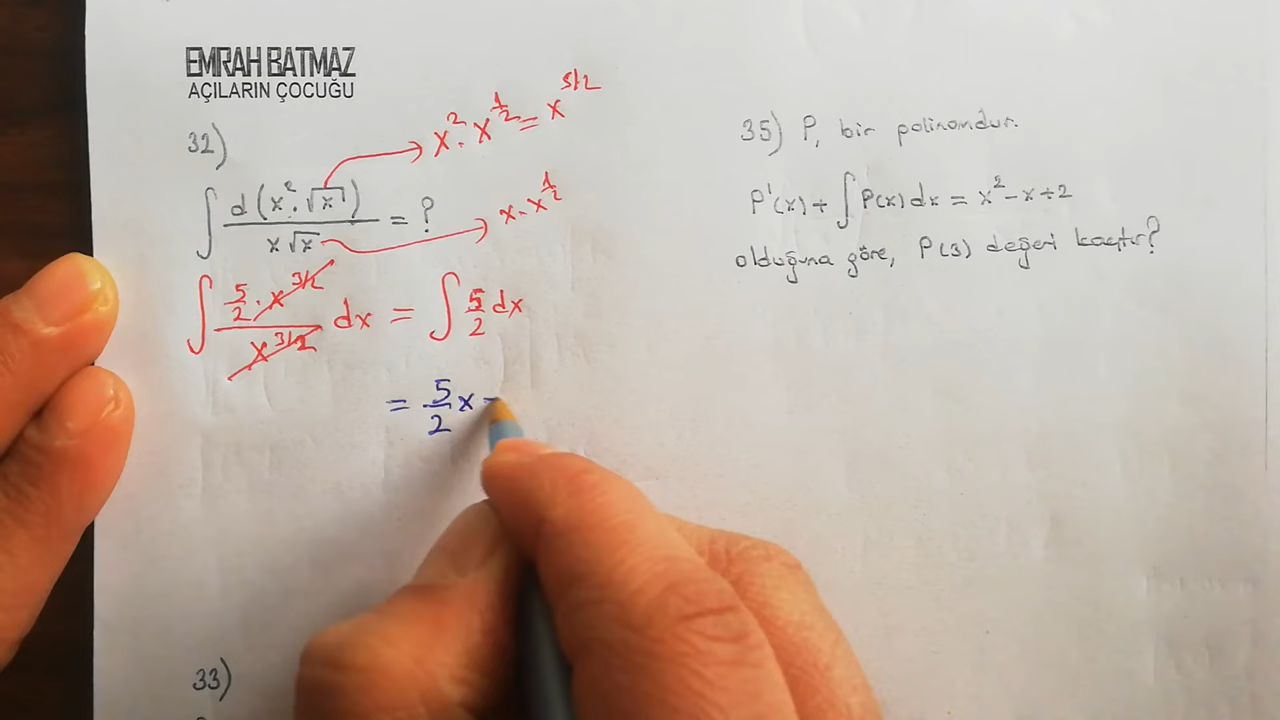 EMRAH BATMAZ
AÇILARIN ÇOCUĞU
32)
x² · x^(1/2) = x^(5/2)
∫ d(x² · √x) / x√x = ?
x · x^(1/2)
∫ (5/2 · x^(3/2)) / x^(3/2) dx = ∫ 5/2 dx
= 5/2 x
33)
35) P, bir polinomdur.
P'(x) + ∫ P(x) dx = x² - x + 2
olduğuna göre, P(3) değeri kaçtır?